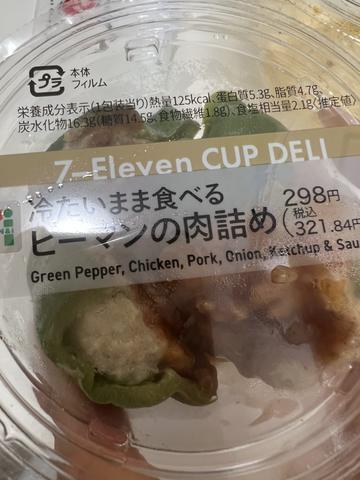 プラ
本体
フィルム
栄養成分表示(1包装当り)熱量125kcal、蛋白質5.3g、脂質4.7g、
炭水化物16.3g(糖質14.5g、食物繊維1.8g)、食塩相当量2.1g(推定値)
7-Eleven CUP DELI
冷たいまま食べる
ピーマンの肉詰め
298円
(税込
321.84円
Green Pepper, Chicken, Pork, Onion, Ketchup & Sau